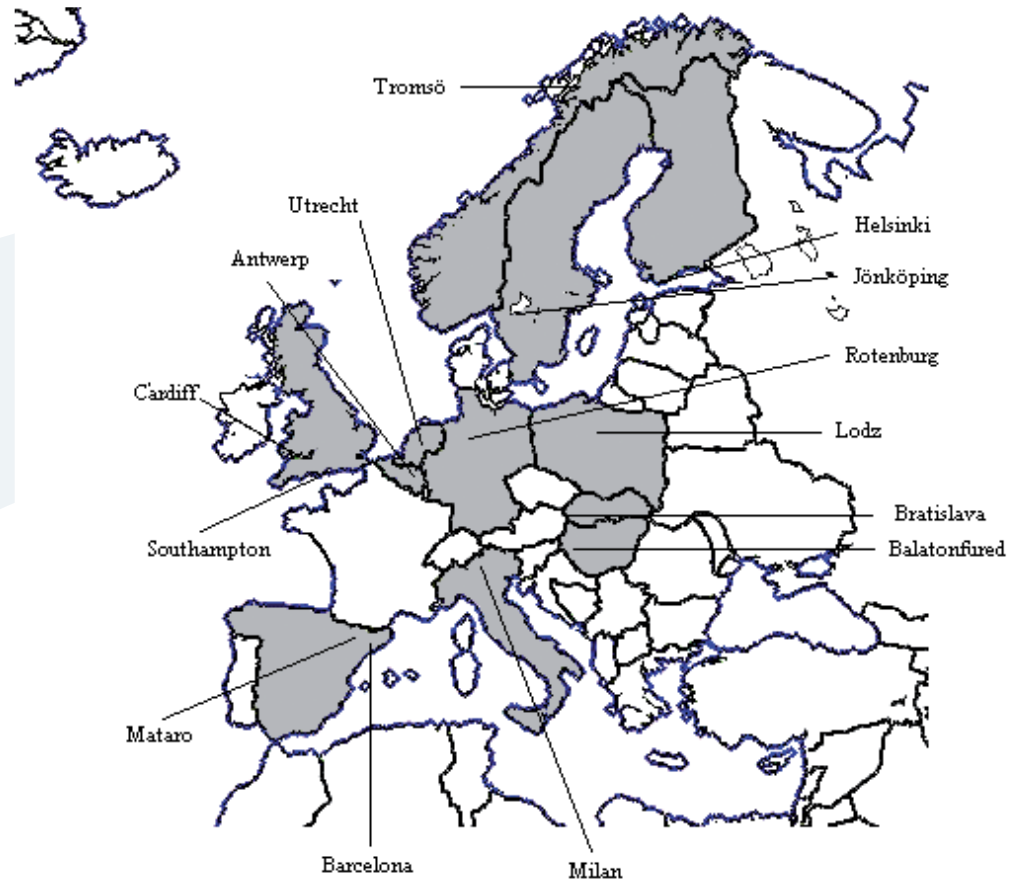 Tromsö
Utrecht
Helsinki
Antwerp
Jönköping
Rotenburg
Cardiff
Lodz
Bratislava
Southampton
Balatonfured
Mataro
Barcelona
Milan